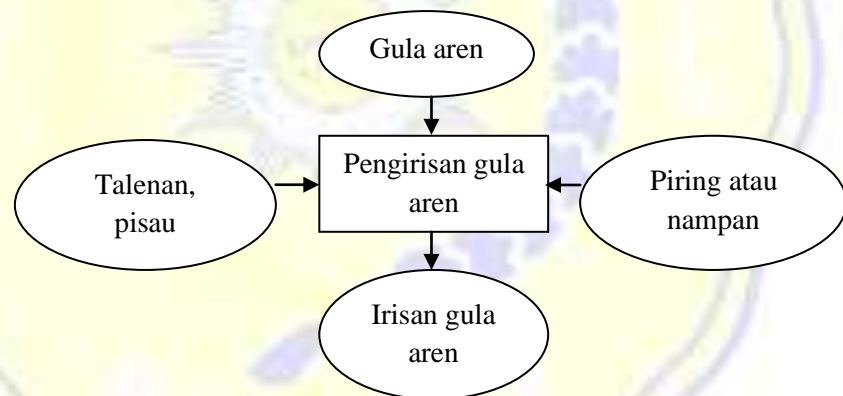 Gula aren
Talenan,
pisau
Pengirisan gula
aren
Piring atau
nampan
Irisan gula
aren